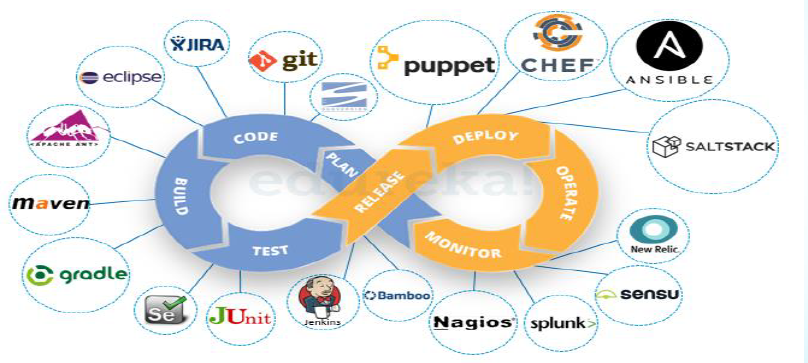 JIRA
git
puppet
CHEF
ANSIBLE
eclipse
CODE
DEPLOY
<APACHE ANT>
PLAN
SALTSTACK
edureka!
RELEASE
BUILD
OPERATE
maven
TEST
MONITOR
New Relic.
gradle
Se
JUnit
Jenkins
Bamboo
Nagios®
splunk>
sensu